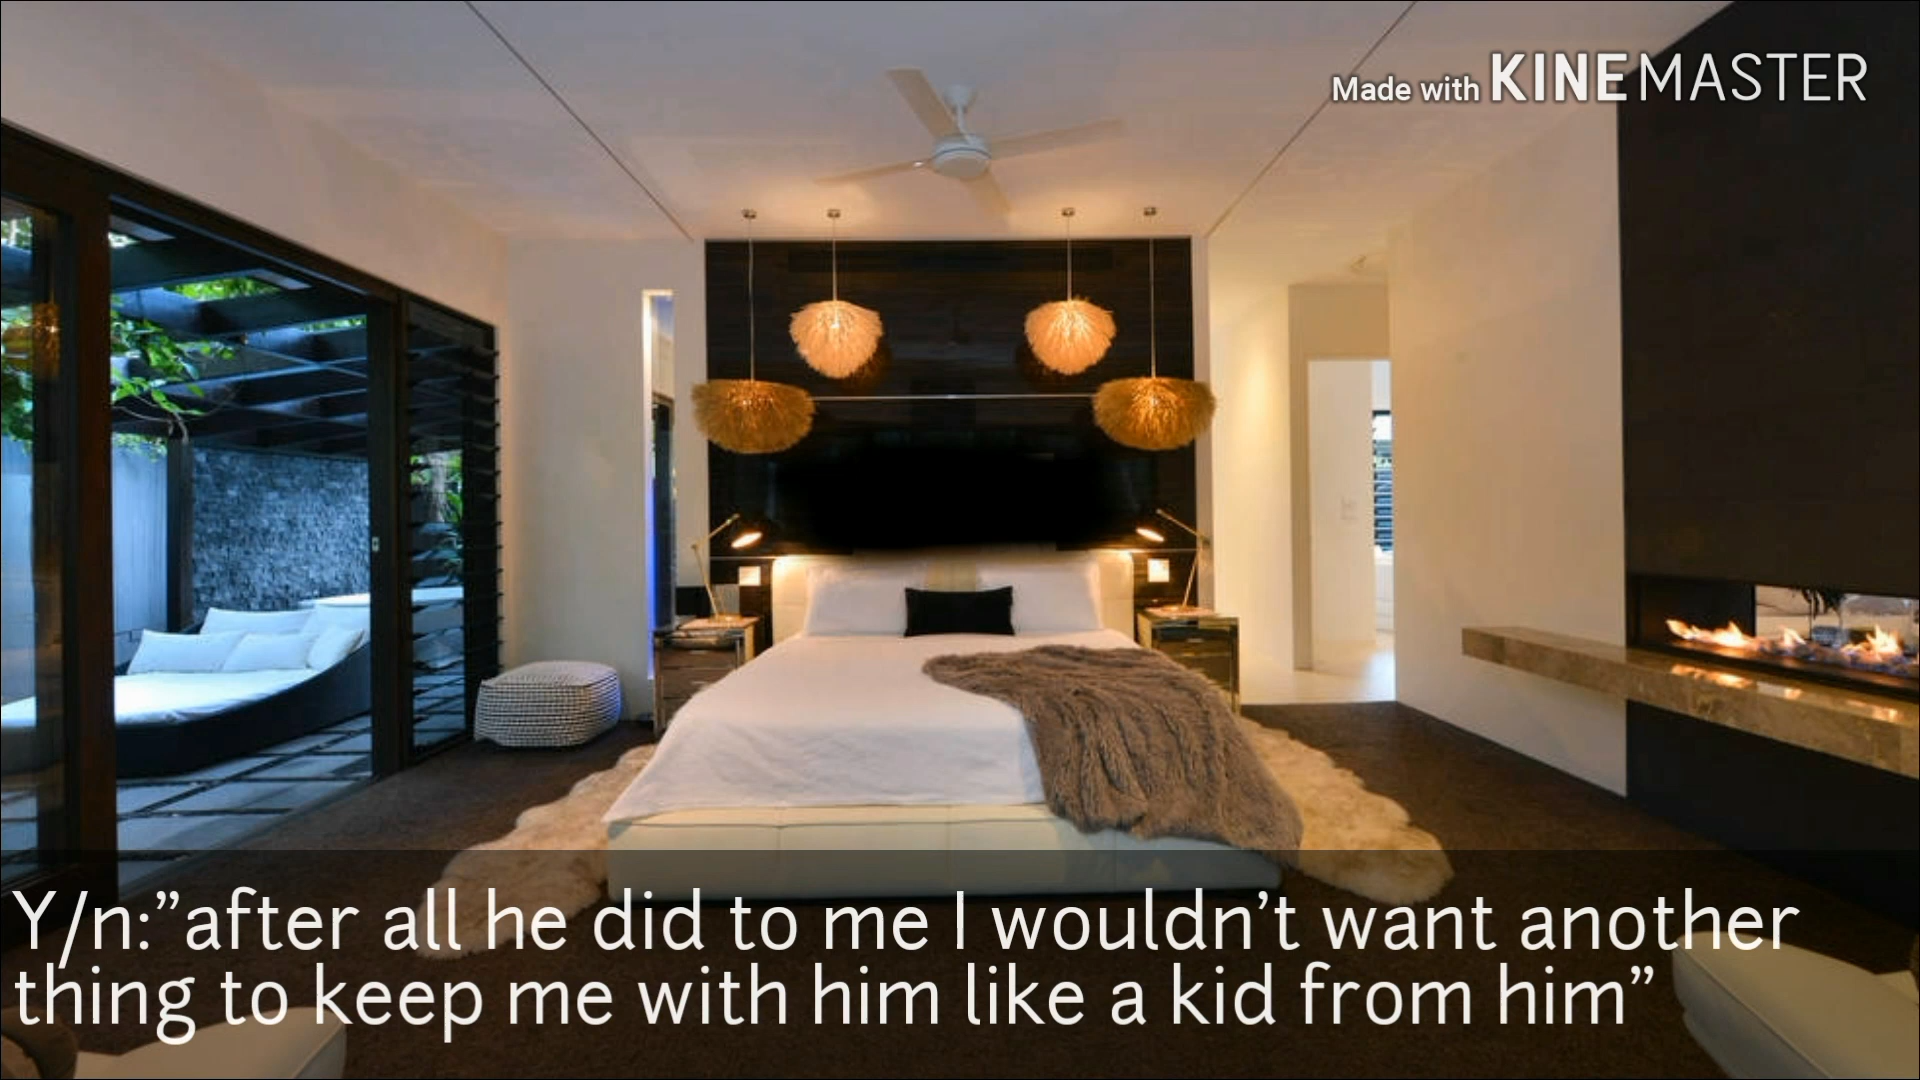 Made with KINEMASTER
Y/n:”after all he did to me I wouldn’t want another
thing to keep me with him like a kid from him”